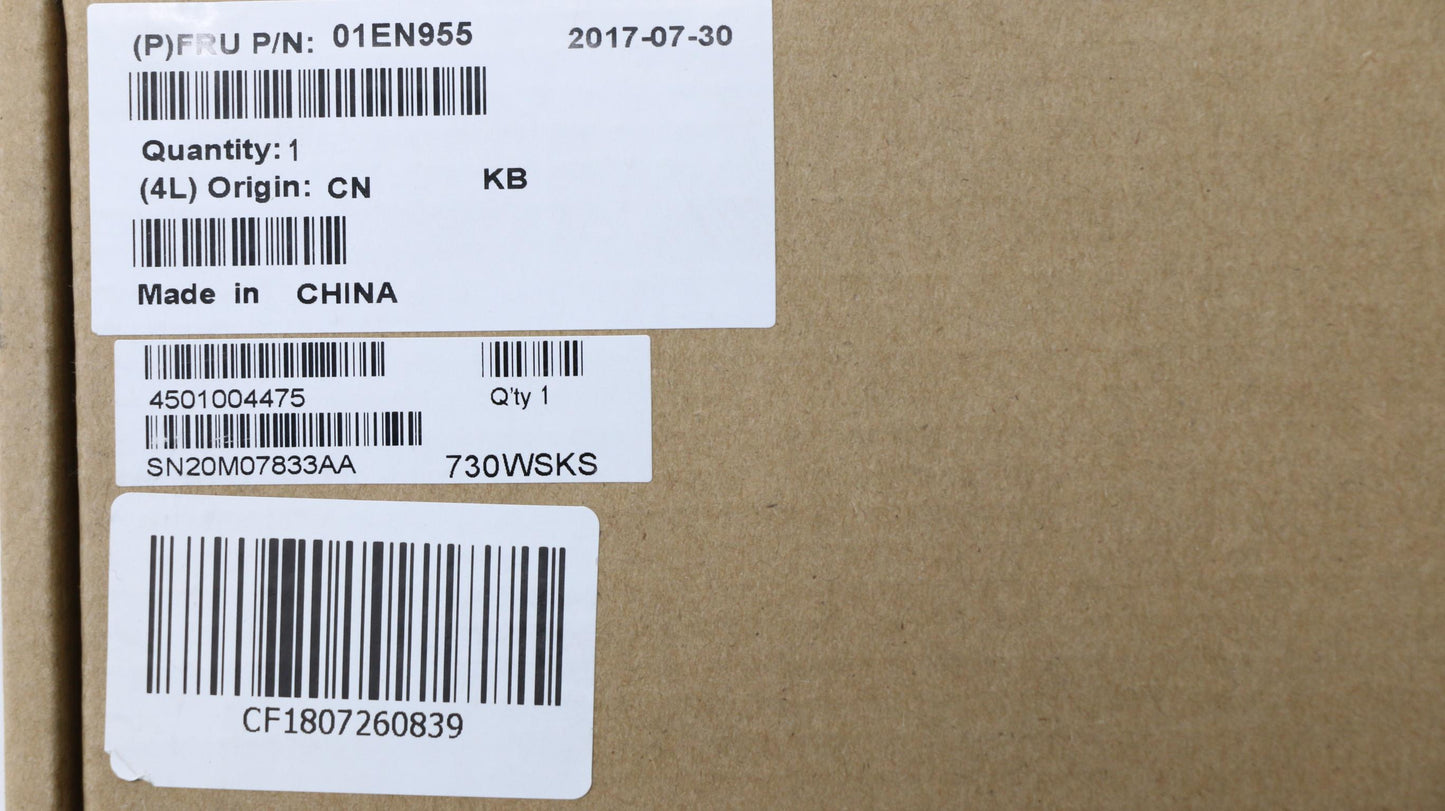 (P)FRU P/N: 01EN955 2017-07-30
Quantity: 1
(4L) Origin: CN KB
Made in CHINA
4501004475 Q'ty 1
SN20M07833AA 730WSKS
CF1807260839